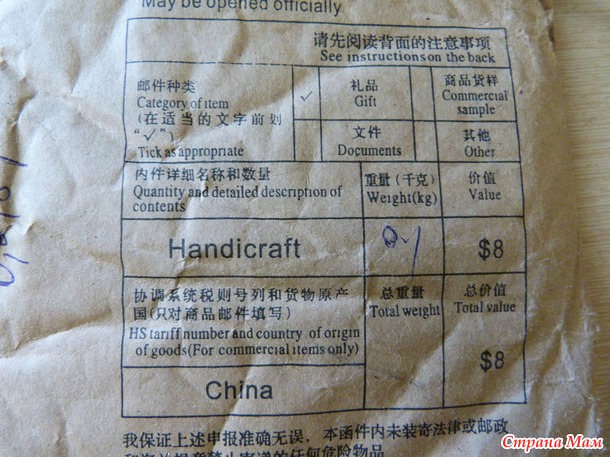 May be opened officially
请先阅读背面的注意事项
See instructions on the back
邮件种类
Category of item
(在适当的文字前划
"✓")
Tick as appropriate
✓
礼品
Gift
商品货样
Commercial
sample
文件
Documents
其他
Other
内件详细名称和数量
Quantity and detailed description of
contents
重量(千克)
Weight(kg)
价值
Value
Handicraft
$8
协调系统税则号列和货物原产
国(只对商品邮件填写)
HS tariff number and country of origin
of goods(For commercial items only)
总重量
Total weight
总价值
Total value
$8
China
我保证上述申报准确无误，本函件内未装寄法律或邮政
Страна Мам